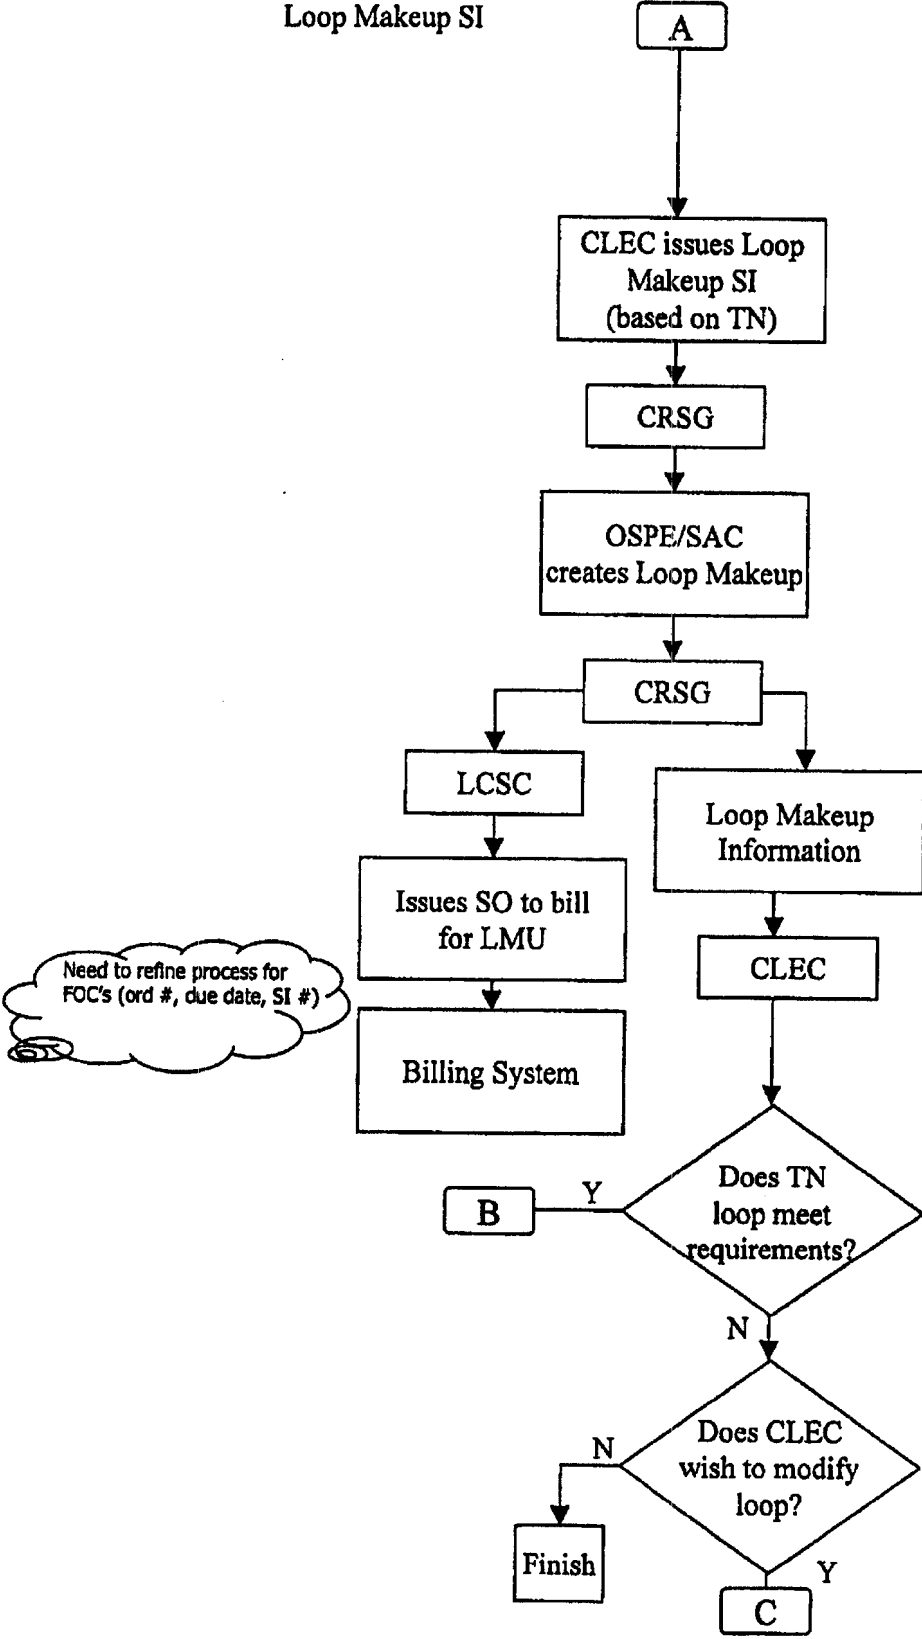 Loop Makeup SI
A
CLEC issues Loop
Makeup SI
(based on TN)
CRSG
OSPE/SAC
creates Loop Makeup
CRSG
LCSC
Loop Makeup
Information
Issues SO to bill
for LMU
CLEC
Need to refine process for
FOC's (ord #, due date, SI #)
Billing System
Does TN
loop meet
requirements?
Y
B
N
Does CLEC
wish to modify
loop?
N
Finish
Y
C